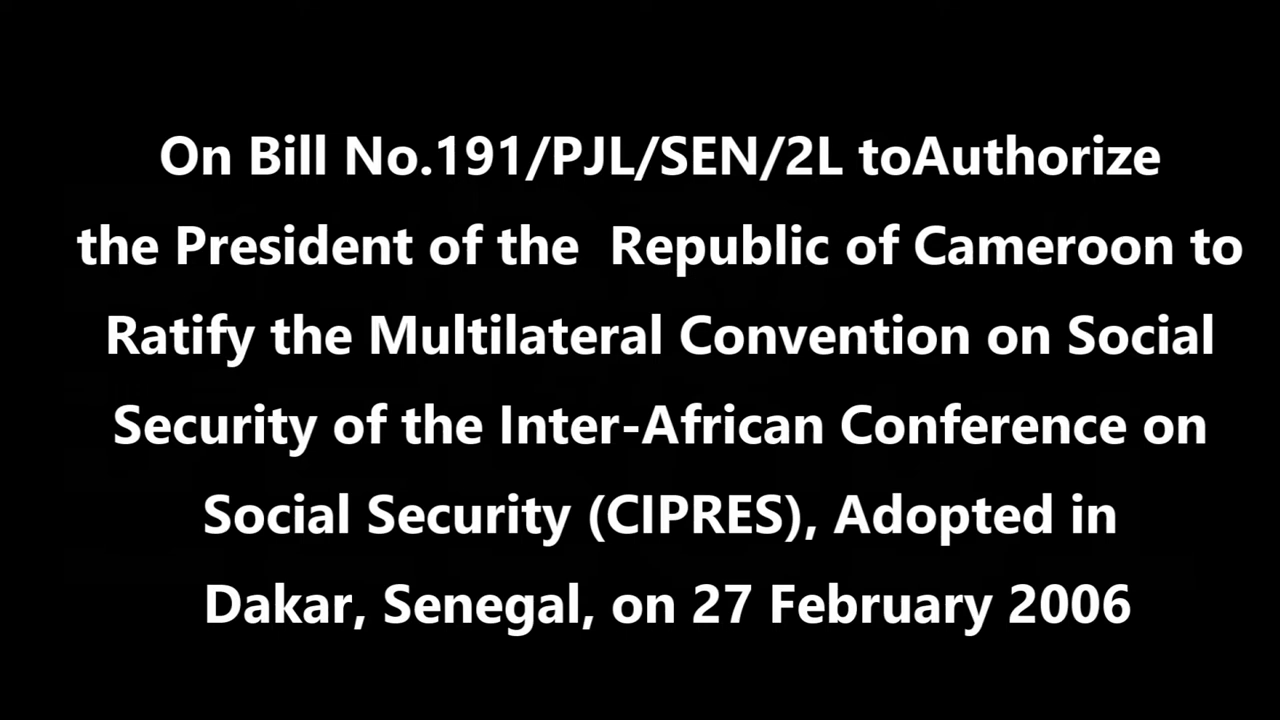 On Bill No.191/PJL/SEN/2L toAuthorize
the President of the  Republic of Cameroon to
Ratify the Multilateral Convention on Social
Security of the Inter-African Conference on
Social Security (CIPRES), Adopted in
Dakar, Senegal, on 27 February 2006